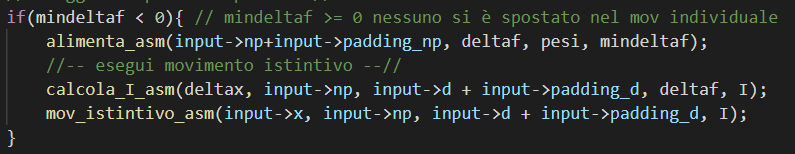 if(mindeltaf < 0){ // mindeltaf >= 0 nessuno si è spostato nel mov individuale
alimenta_asm(input->np+input->padding_np, deltaf, pesi, mindeltaf);
//-- esegui movimento istintivo --//
calcola_I_asm(deltax, input->np, input->d + input->padding_d, deltaf, I);
mov_istintivo_asm(input->x, input->np, input->d + input->padding_d, I);
}